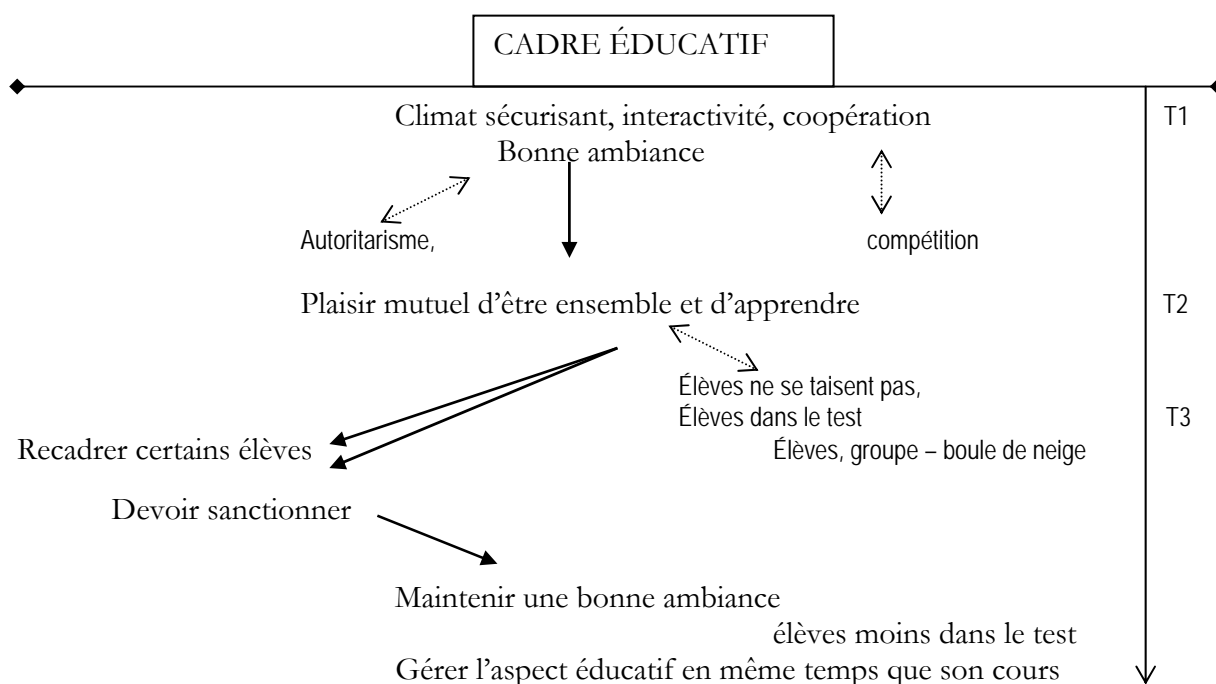 CADRE ÉDUCATIF
Climat sécurisant, interactivité, coopération
T1
Bonne ambiance
Autoritarisme,
compétition
Plaisir mutuel d’être ensemble et d’apprendre
T2
Élèves ne se taisent pas,
Élèves dans le test
T3
Élèves, groupe – boule de neige
Recadrer certains élèves
Devoir sanctionner
Maintenir une bonne ambiance
élèves moins dans le test
Gérer l’aspect éducatif en même temps que son cours